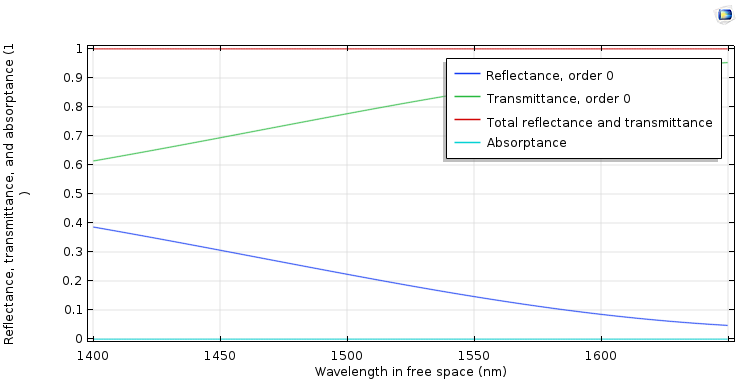 Reflectance, transmittance, and absorptance (1
)
1
0.9
0.8
0.7
0.6
0.5
0.4
0.3
0.2
0.1
0
Reflectance, order 0
Transmittance, order 0
Total reflectance and transmittance
Absorptance
1400 1450 1500 1550 1600
Wavelength in free space (nm)